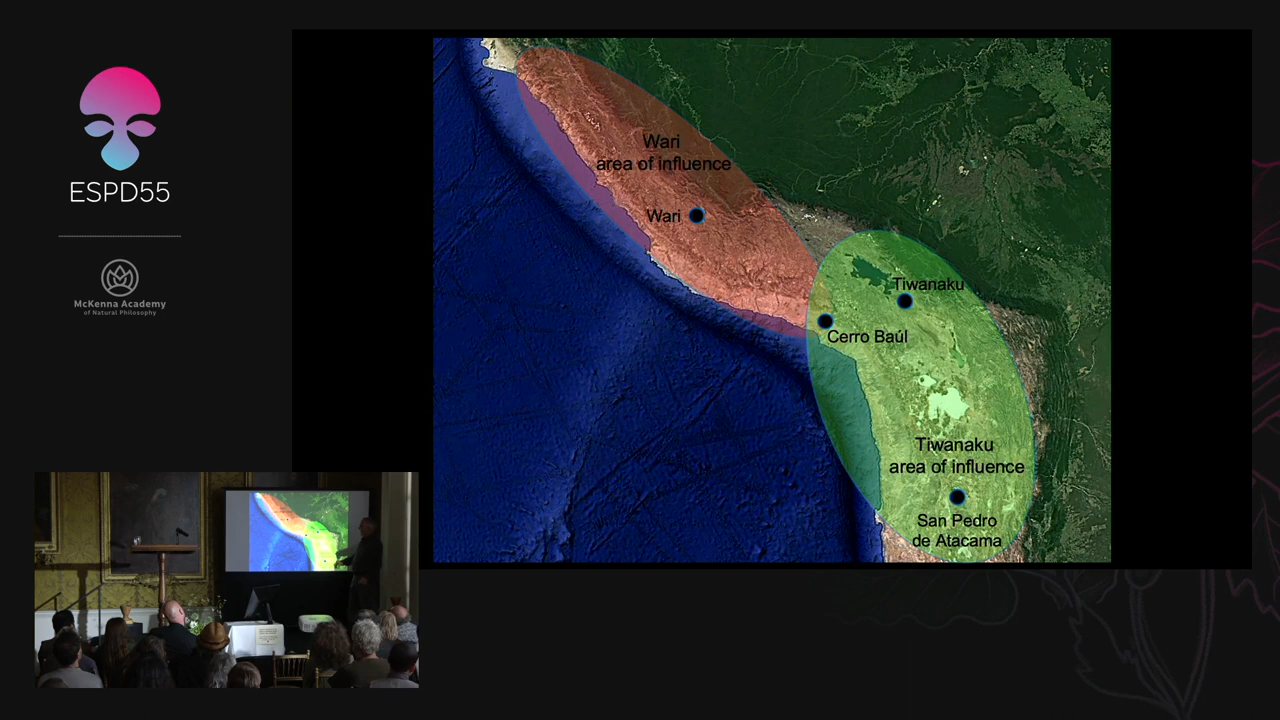 ESPD55
McKenna Academy
of Natural Philosophy
Wari
area of influence
Wari
Tiwanaku
Cerro Baúl
Tiwanaku
area of influence
San Pedro
de Atacama